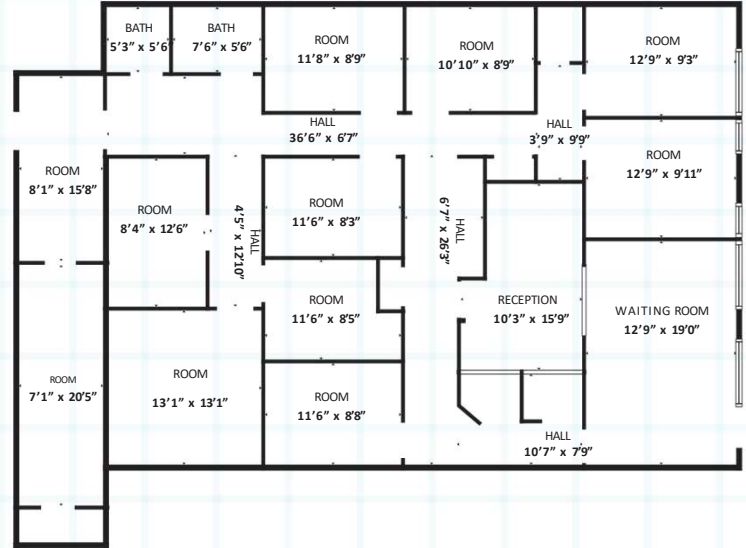 BATH
5'3" x 5'6"
BATH
7'6" x 5'6"
ROOM
11'8" x 8'9"
ROOM
10'10" x 8'9"
ROOM
12'9" x 9'3"
HALL
36'6" x 6'7"
HALL
3'9" x 9'9"
ROOM
8'1" x 15'8"
ROOM
8'4" x 12'6"
HALL
4'5" x 12'10"
ROOM
11'6" x 8'3"
HALL
6'7" x 26'3"
ROOM
12'9" x 9'11"
ROOM
11'6" x 8'5"
RECEPTION
10'3" x 15'9"
WAITING ROOM
12'9" x 19'0"
ROOM
7'1" x 20'5"
ROOM
13'1" x 13'1"
ROOM
11'6" x 8'8"
HALL
10'7" x 7'9"